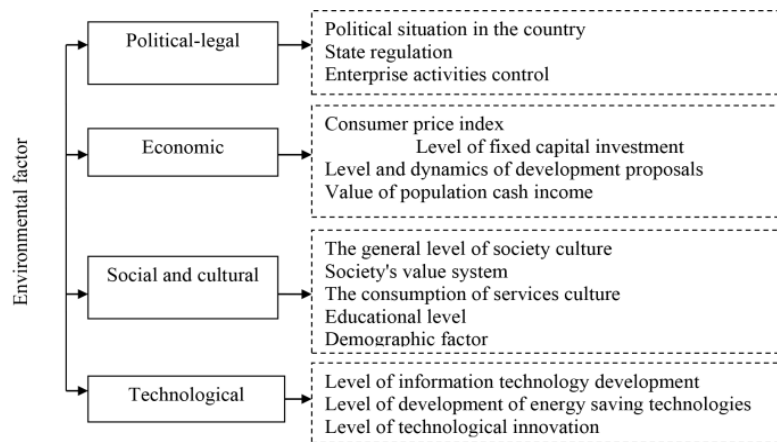 Environmental factor
Political-legal
Political situation in the country
State regulation
Enterprise activities control
Economic
Consumer price index
Level of fixed capital investment
Level and dynamics of development proposals
Value of population cash income
Social and cultural
The general level of society culture
Society's value system
The consumption of services culture
Educational level
Demographic factor
Technological
Level of information technology development
Level of development of energy saving technologies
Level of technological innovation